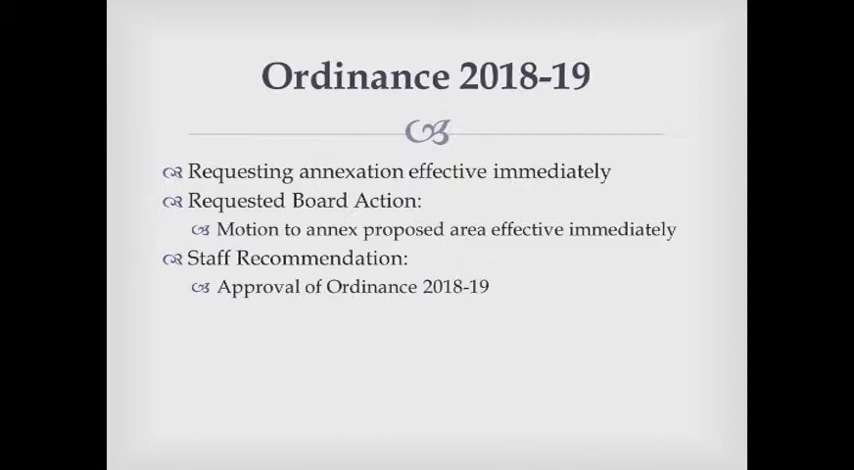 Ordinance 2018-19
Requesting annexation effective immediately
Requested Board Action:
Motion to annex proposed area effective immediately
Staff Recommendation:
Approval of Ordinance 2018-19